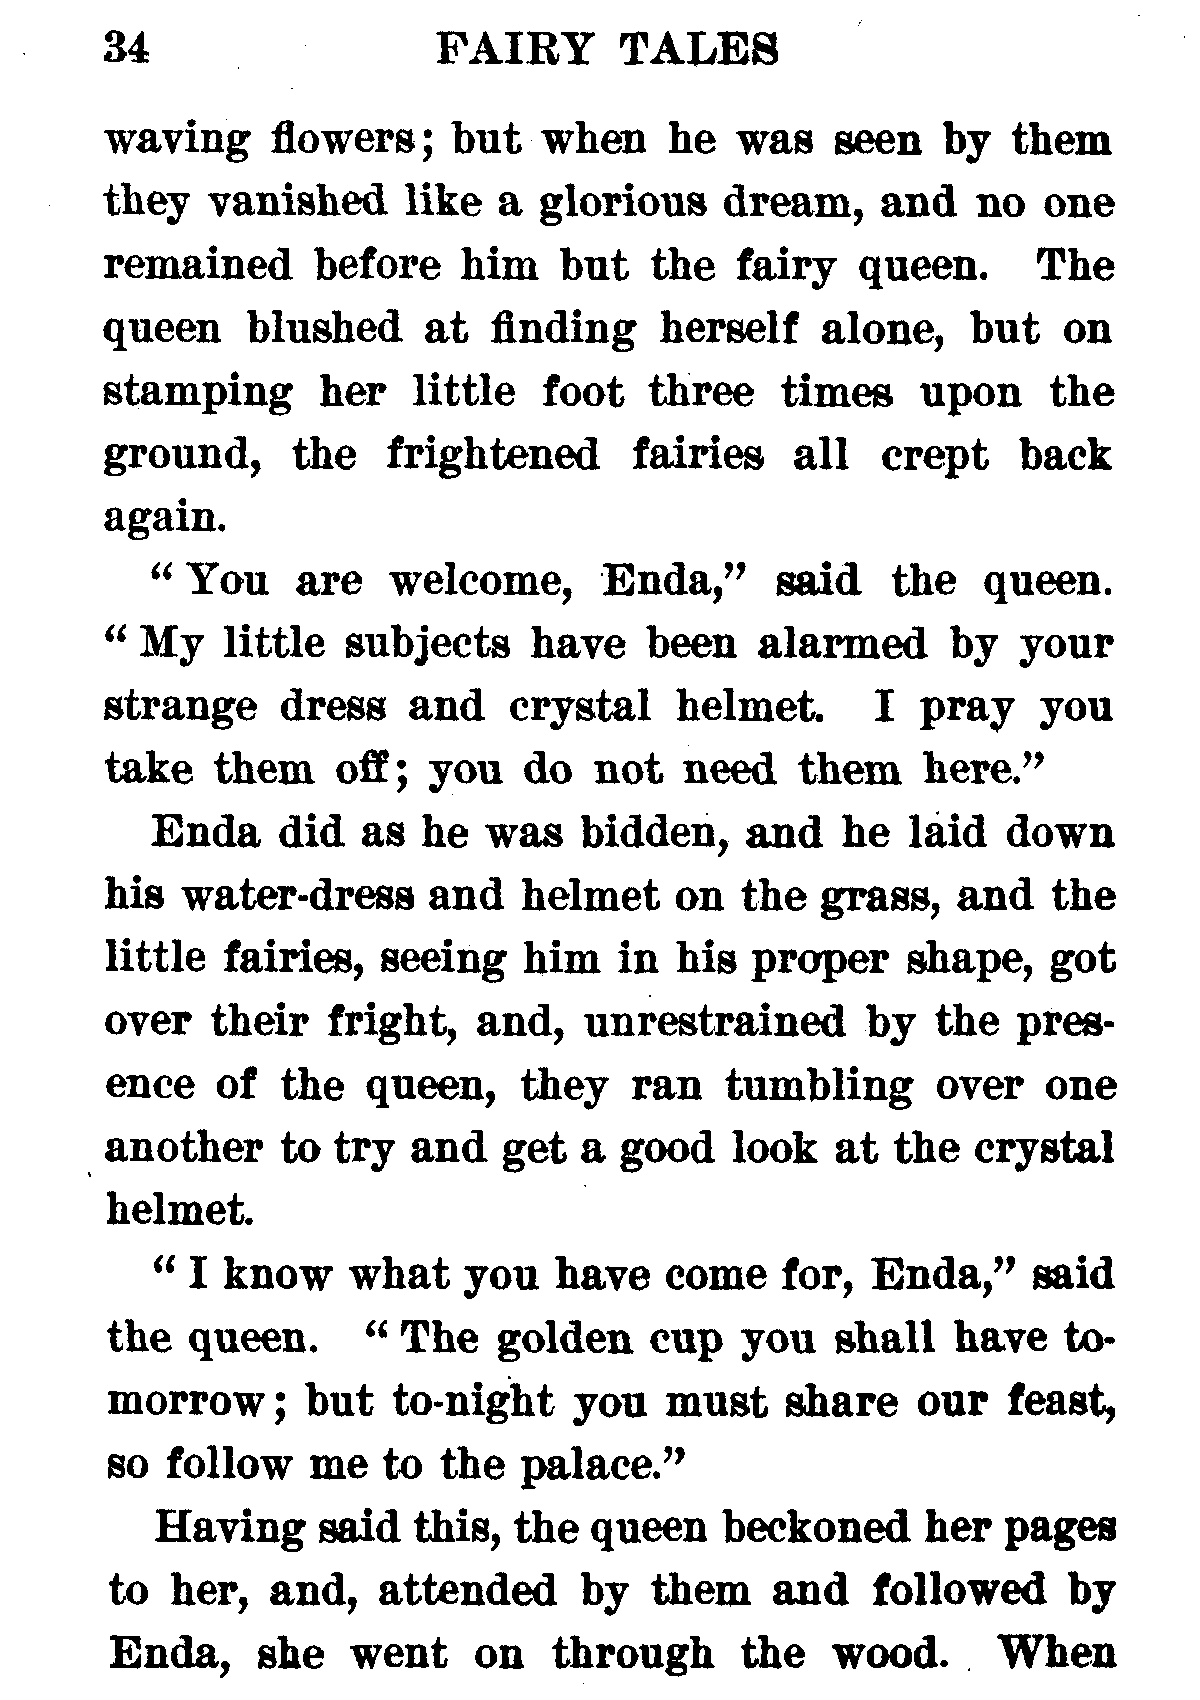 34 FAIRY TALES
waving flowers; but when he was seen by them
they vanished like a glorious dream, and no one
remained before him but the fairy queen. The
queen blushed at finding herself alone, but on
stamping her little foot three times upon the
ground, the frightened fairies all crept back
again.
" You are welcome, Enda," said the queen.
" My little subjects have been alarmed by your
strange dress and crystal helmet. I pray you
take them off; you do not need them here."
Enda did as he was bidden, and he laid down
his water-dress and helmet on the grass, and the
little fairies, seeing him in his proper shape, got
over their fright, and, unrestrained by the pres-
ence of the queen, they ran tumbling over one
another to try and get a good look at the crystal
helmet.
" I know what you have come for, Enda," said
the queen. " The golden cup you shall have to-
morrow; but to-night you must share our feast,
so follow me to the palace."
Having said this, the queen beckoned her pages
to her, and, attended by them and followed by
Enda, she went on through the wood. When